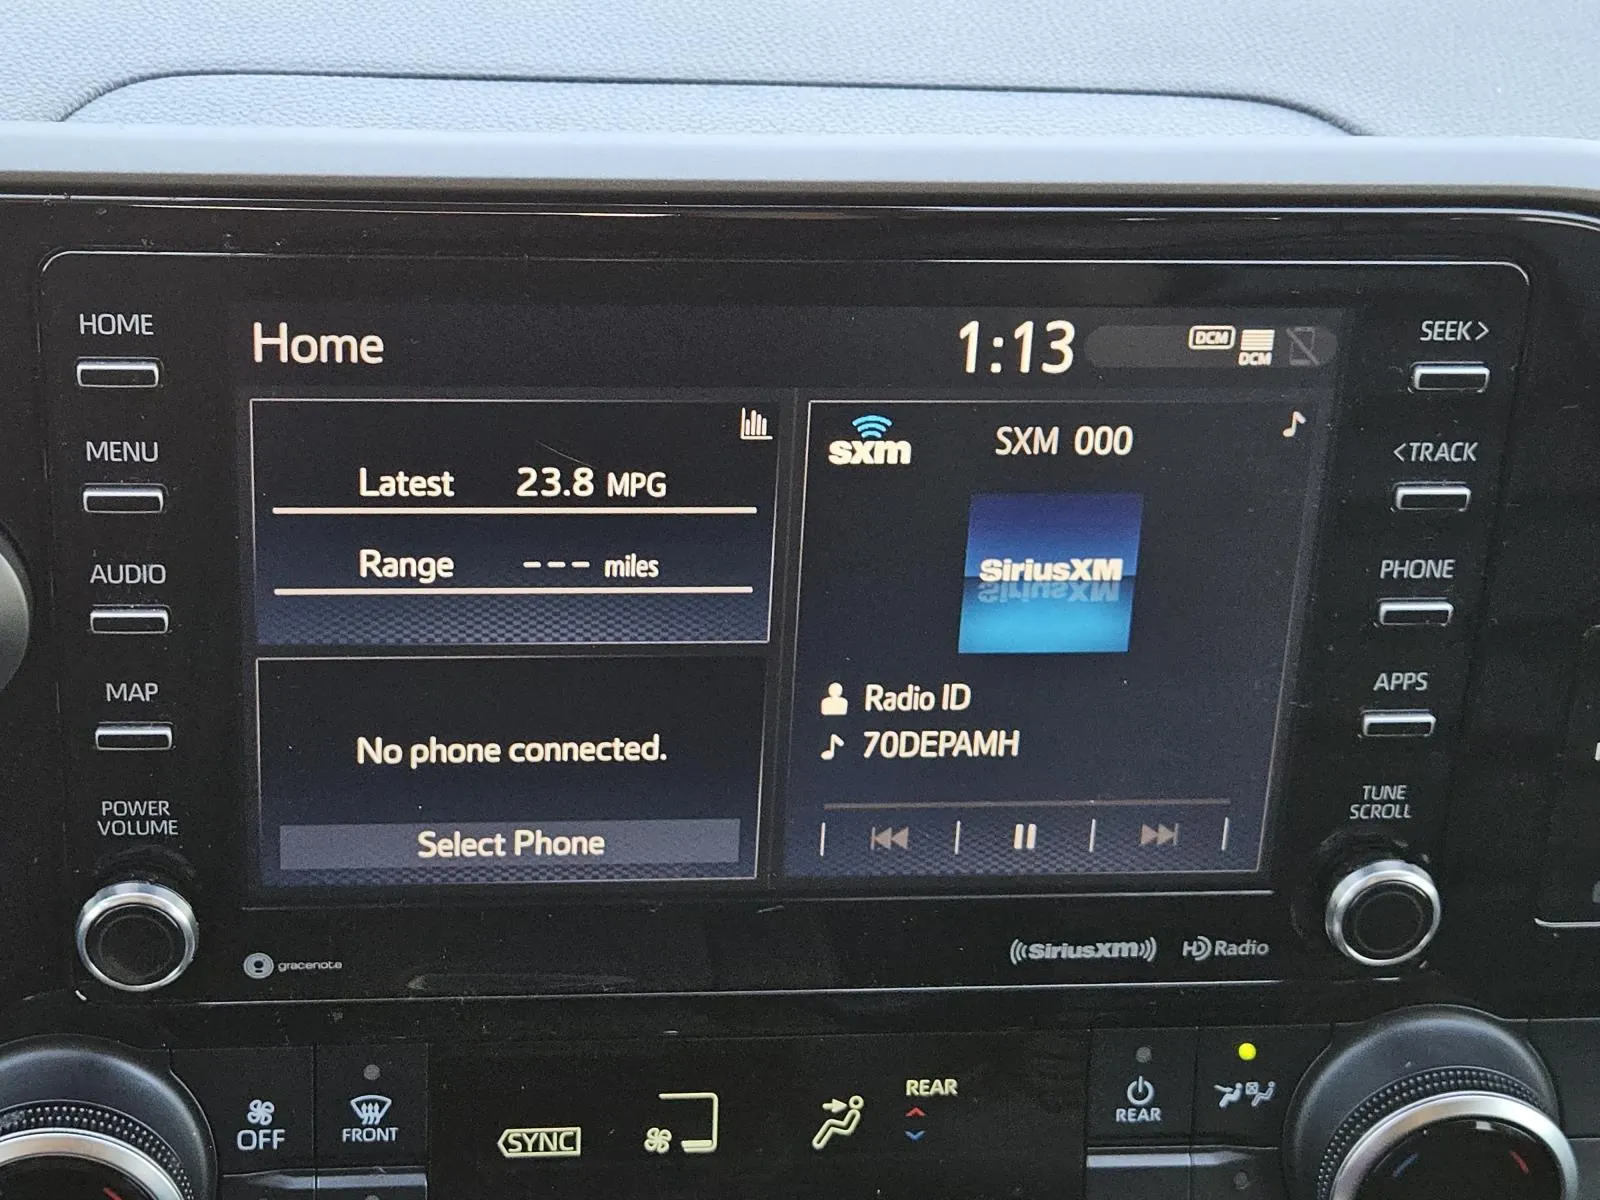 HOME
MENU
AUDIO
MAP
POWER
VOLUME
Home
1:13
DCM
DCM
Latest 23.8 MPG
Range --- miles
No phone connected.
Select Phone
sxm
SXM 000
SiriusXM
Radio ID
70DEPAMH
SEEK>
<TRACK
PHONE
APPS
TUNE
SCROLL
gracenote
((SiriusXM))
HD Radio
OFF
FRONT
SYNC
REAR
REAR